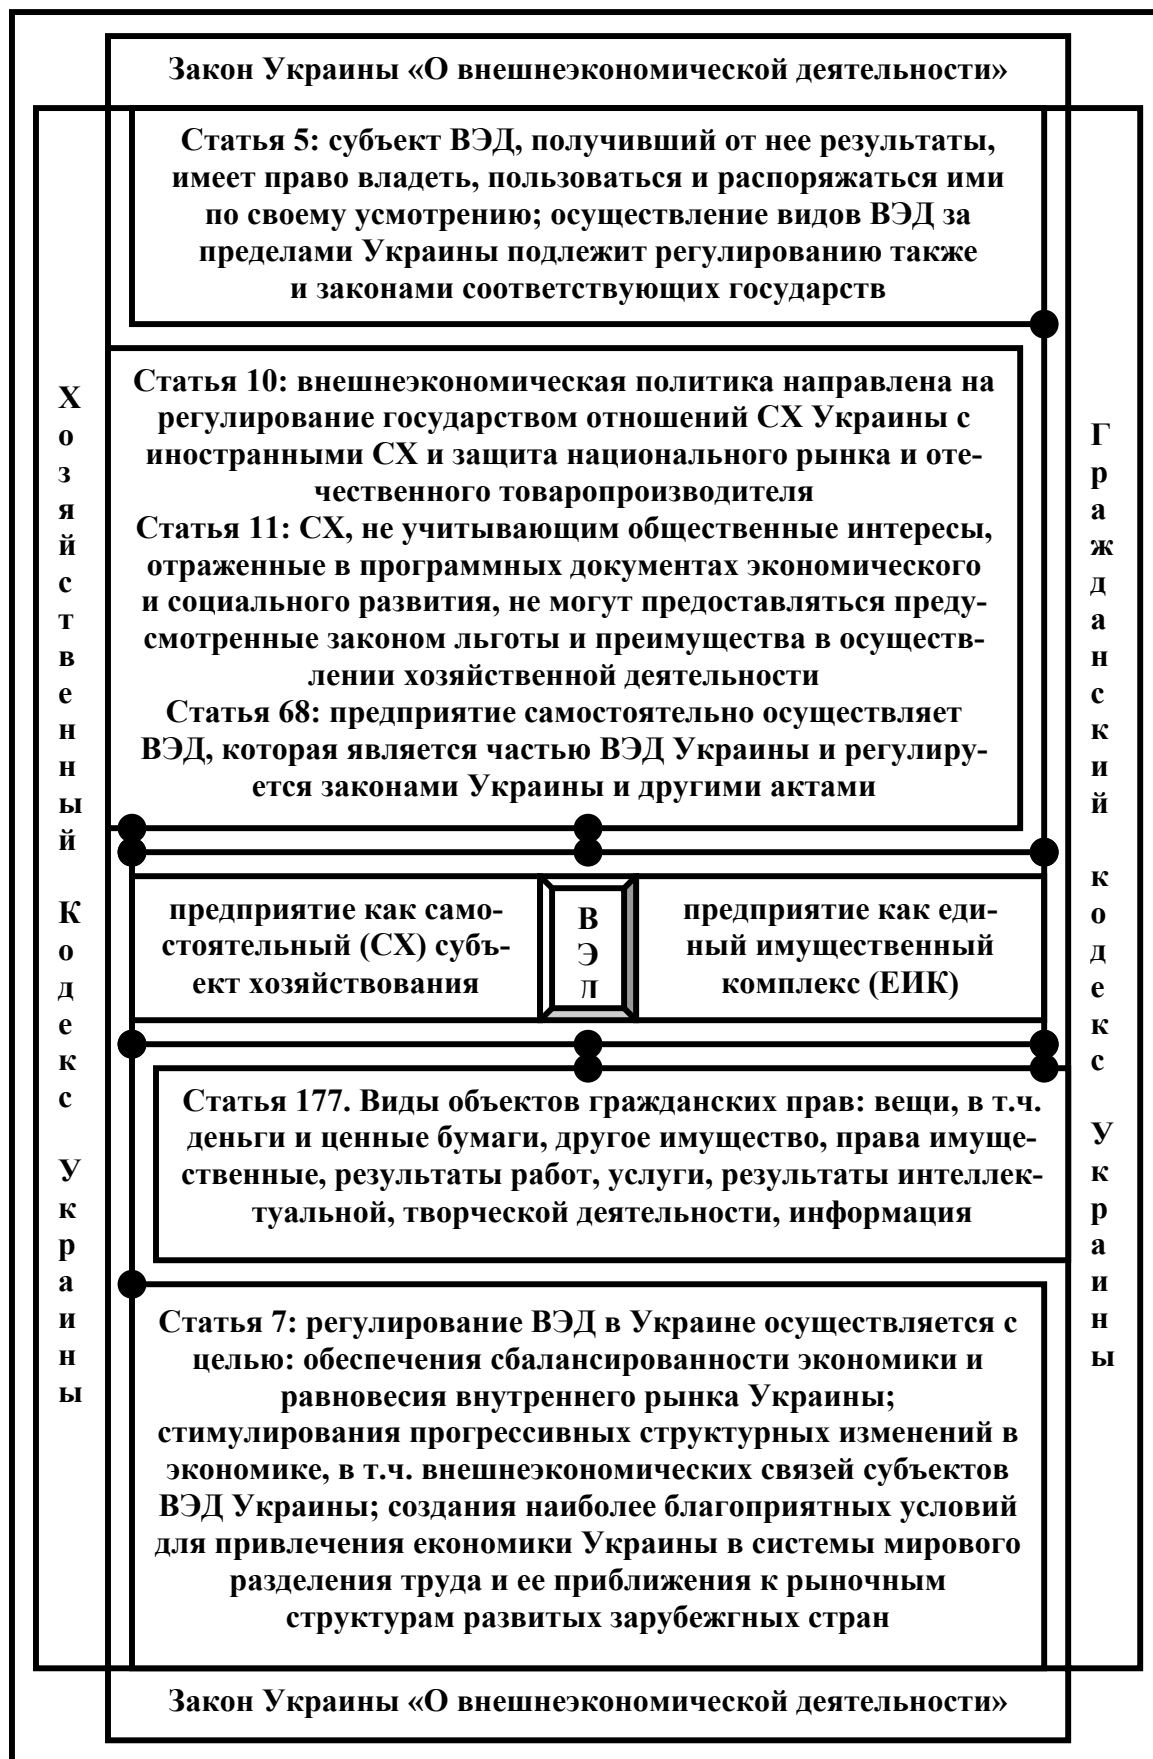 Закон Украины «О внешнеэкономической деятельности»
Статья 5: субъект ВЭД, получивший от нее результаты,
имеет право владеть, пользоваться и распоряжаться ими
по своему усмотрению; осуществление видов ВЭД за
пределами Украины подлежит регулированию также
и законами соответствующих государств
Хозяйственный Кодекс Украины
Статья 10: внешнеэкономическая политика направлена на
регулирование государством отношений СХ Украины с
иностранными СХ и защита национального рынка и оте-
чественного товаропроизводителя
Статья 11: СХ, не учитывающим общественные интересы,
отраженные в программных документах экономического
и социального развития, не могут предоставляться преду-
смотренные законом льготы и преимущества в осуществ-
лении хозяйственной деятельности
Статья 68: предприятие самостоятельно осуществляет
ВЭД, которая является частью ВЭД Украины и регулиру-
ется законами Украины и другими актами
Гражданский кодекс Украины
предприятие как само-
стоятельный (СХ) субъ-
ект хозяйствования
ВЭД
предприятие как еди-
ный имущественный
комплекс (ЕИК)
Статья 177. Виды объектов гражданских прав: вещи, в т.ч.
деньги и ценные бумаги, другое имущество, права имуще-
ственные, результаты работ, услуги, результаты интеллек-
туальной, творческой деятельности, информация
Статья 7: регулирование ВЭД в Украине осуществляется с
целью: обеспечения сбалансированности экономики и
равновесия внутреннего рынка Украины;
стимулирования прогрессивных структурных изменений в
экономике, в т.ч. внешнеэкономических связей субъектов
ВЭД Украины; создания наиболее благоприятных условий
для привлечения економики Украины в системы мирового
разделения труда и ее приближения к рыночным
структурам развитых зарубежгных стран
Закон Украины «О внешнеэкономической деятельности»